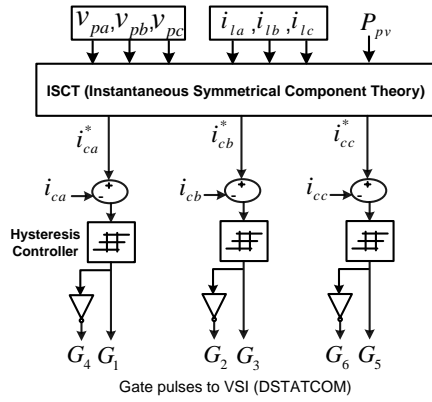 v_pa,v_pb,v_pc i_la,i_lb,i_lc P_pv
ISCT (Instantaneous Symmetrical Component Theory)
i*_ca i*_cb i*_cc
i_ca + - i_cb + - i_cc + -
Hysteresis
Controller
G_4 G_1 G_2 G_3 G_6 G_5
Gate pulses to VSI (DSTATCOM)